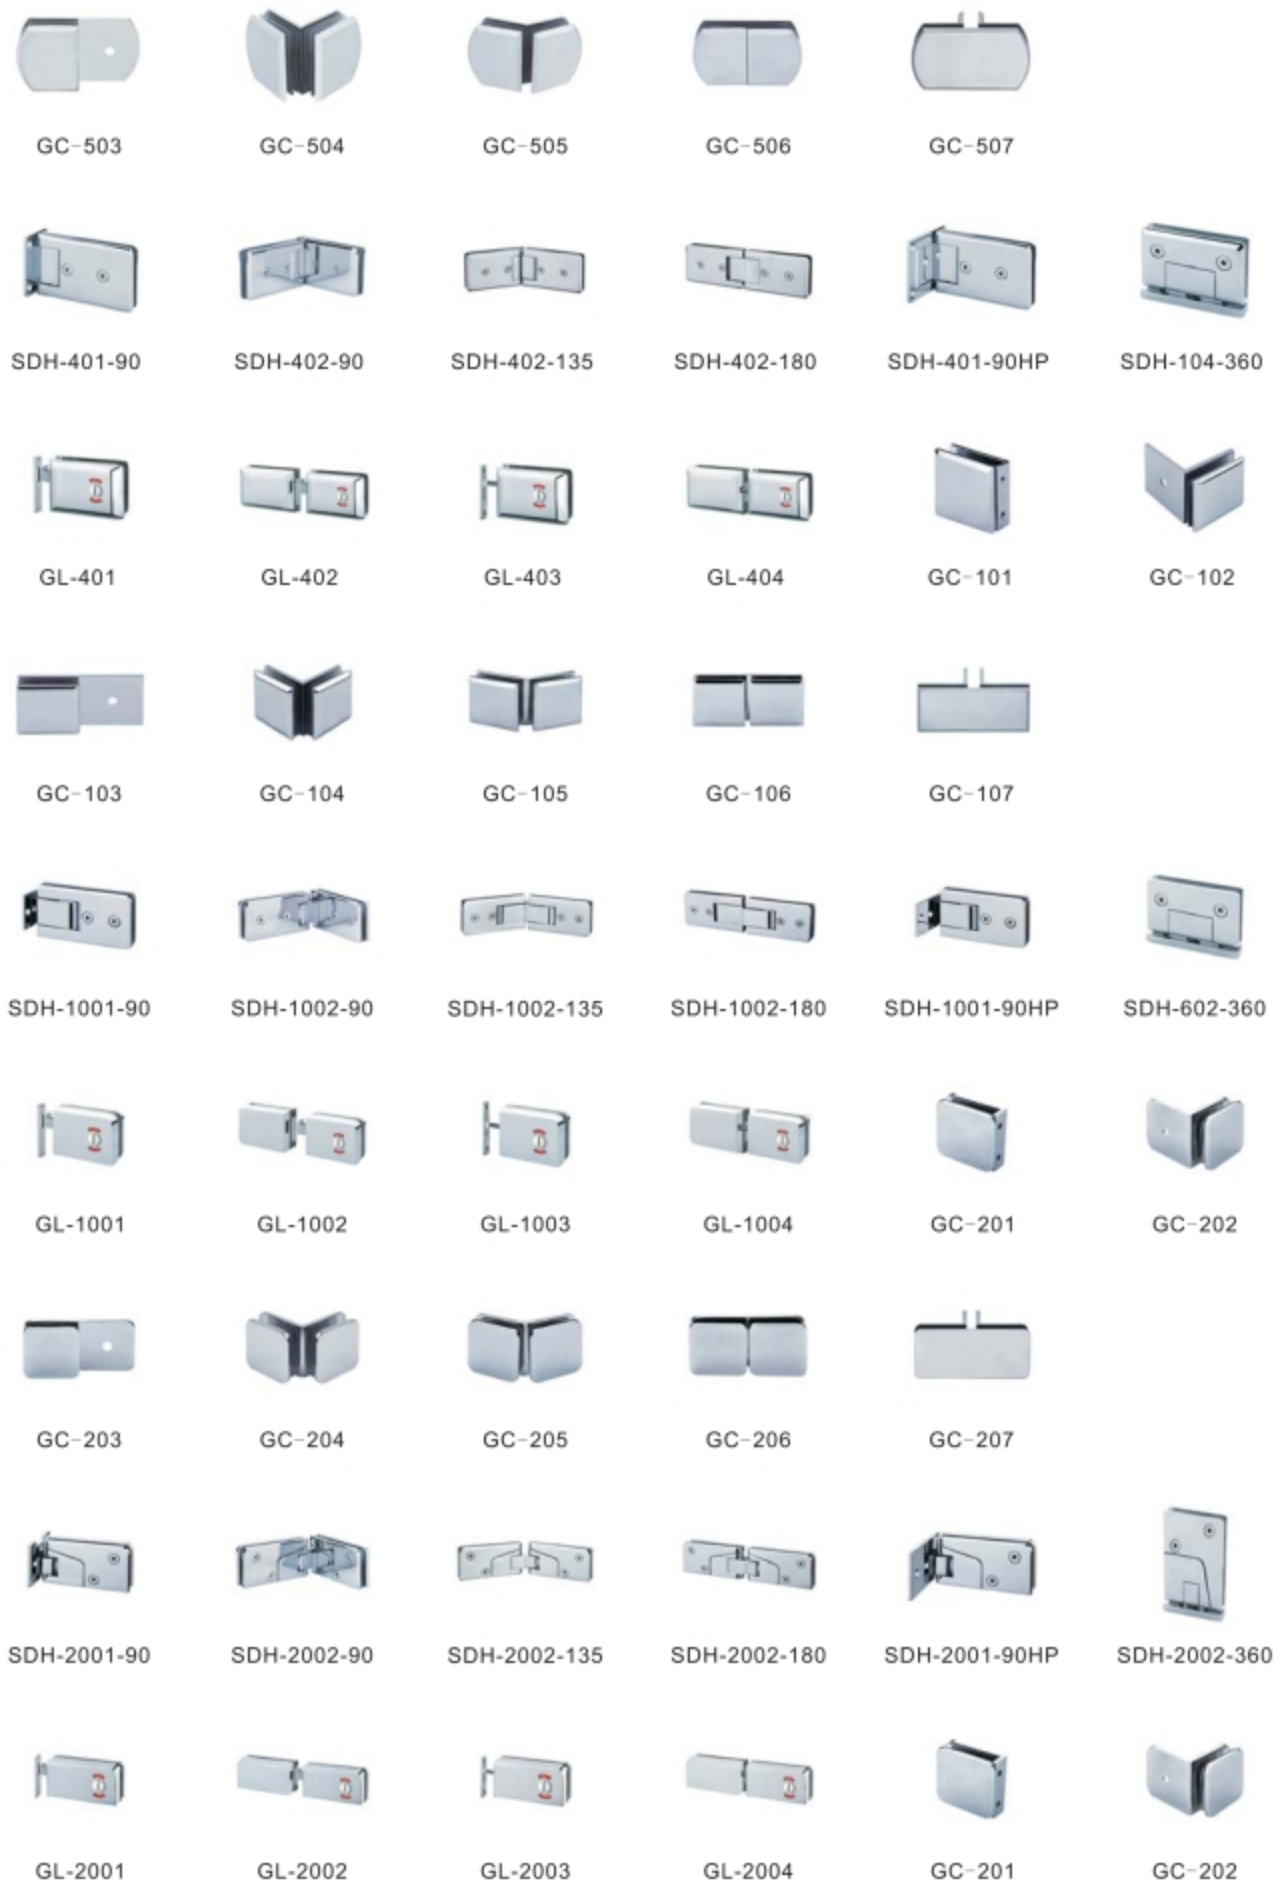 GC-503 GC-504 GC-505 GC-506 GC-507
SDH-401-90 SDH-402-90 SDH-402-135 SDH-402-180 SDH-401-90HP SDH-104-360
GL-401 GL-402 GL-403 GL-404 GC-101 GC-102
GC-103 GC-104 GC-105 GC-106 GC-107
SDH-1001-90 SDH-1002-90 SDH-1002-135 SDH-1002-180 SDH-1001-90HP SDH-602-360
GL-1001 GL-1002 GL-1003 GL-1004 GC-201 GC-202
GC-203 GC-204 GC-205 GC-206 GC-207
SDH-2001-90 SDH-2002-90 SDH-2002-135 SDH-2002-180 SDH-2001-90HP SDH-2002-360
GL-2001 GL-2002 GL-2003 GL-2004 GC-201 GC-202